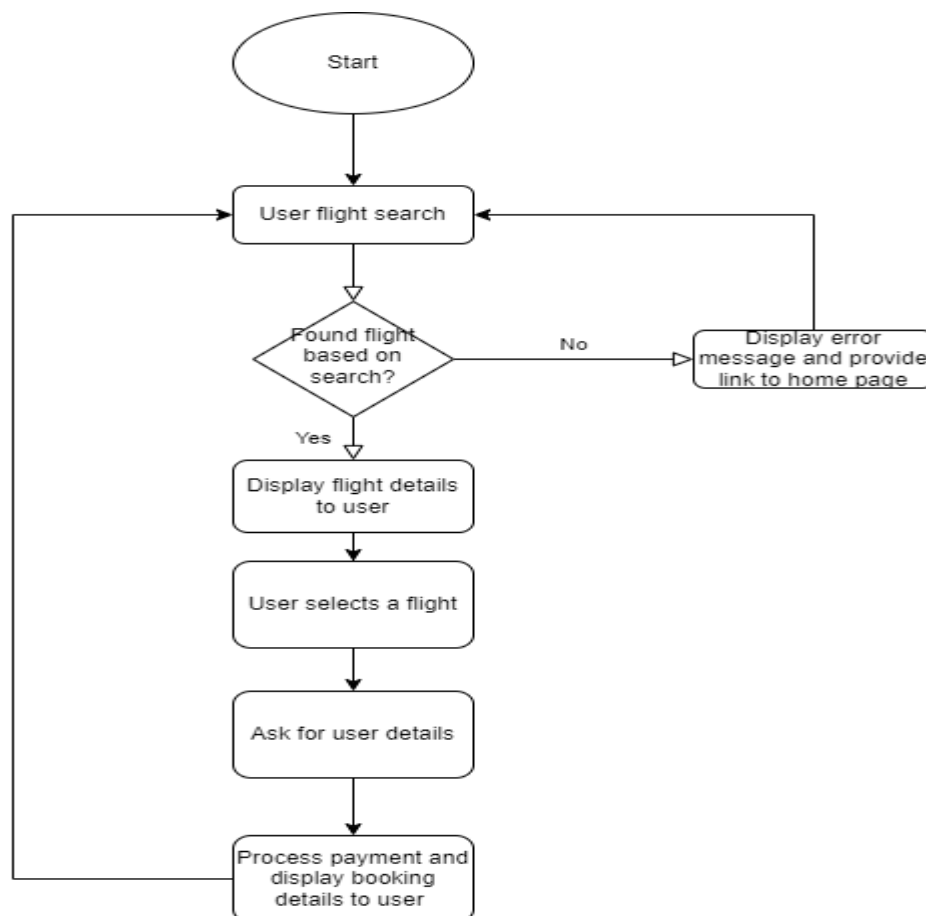 Start
User flight search
Found flight
based on
search?
No
Display error
message and provide
link to home page
Yes
Display flight details
to user
User selects a flight
Ask for user details
Process payment and
display booking
details to user